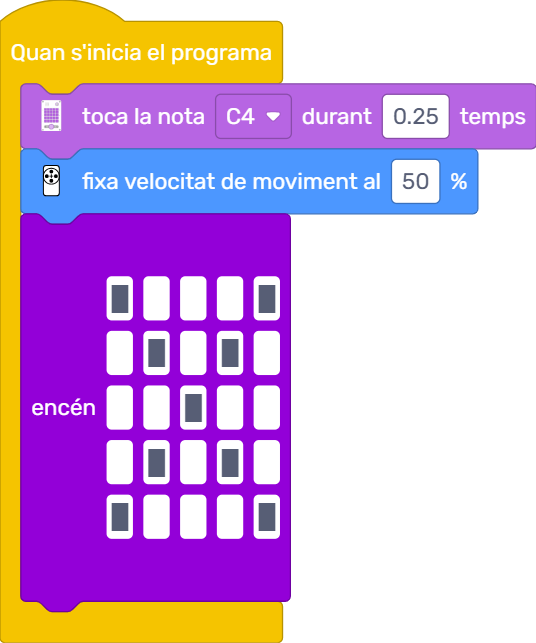 Quan s'inicia el programa
toca la nota C4 durant 0.25 temps
fixa velocitat de moviment al 50 %
encén